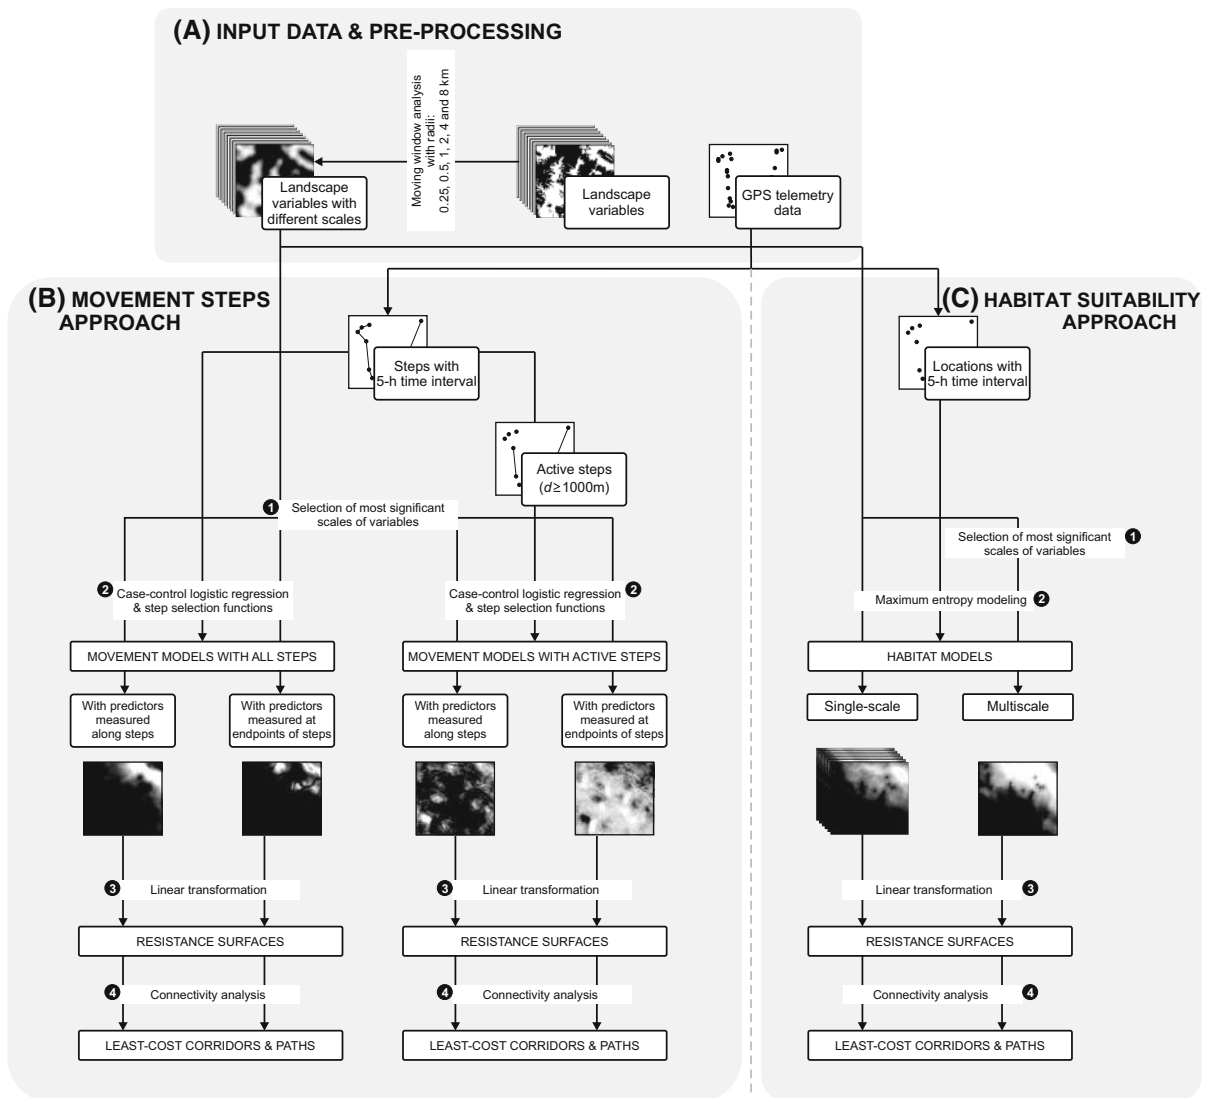 (A) INPUT DATA & PRE-PROCESSING
Moving window analysis
with radii:
0.25, 0.5, 1, 2, 4 and 8 km
Landscape
variables with
different scales
Landscape
variables
GPS telemetry
data
(B) MOVEMENT STEPS
APPROACH
Steps with
5-h time interval
Active steps
(d≥1000m)
1 Selection of most significant
scales of variables
2 Case-control logistic regression
& step selection functions
Case-control logistic regression 2
& step selection functions
MOVEMENT MODELS WITH ALL STEPS
MOVEMENT MODELS WITH ACTIVE STEPS
With predictors
measured
along steps
With predictors
measured at
endpoints of steps
With predictors
measured
along steps
With predictors
measured at
endpoints of steps
3 Linear transformation
3 Linear transformation
RESISTANCE SURFACES
RESISTANCE SURFACES
4 Connectivity analysis
4 Connectivity analysis
LEAST-COST CORRIDORS & PATHS
LEAST-COST CORRIDORS & PATHS
(C) HABITAT SUITABILITY
APPROACH
Locations with
5-h time interval
Selection of most significant 1
scales of variables
Maximum entropy modeling 2
HABITAT MODELS
Single-scale
Multiscale
Linear transformation 3
RESISTANCE SURFACES
Connectivity analysis 4
LEAST-COST CORRIDORS & PATHS